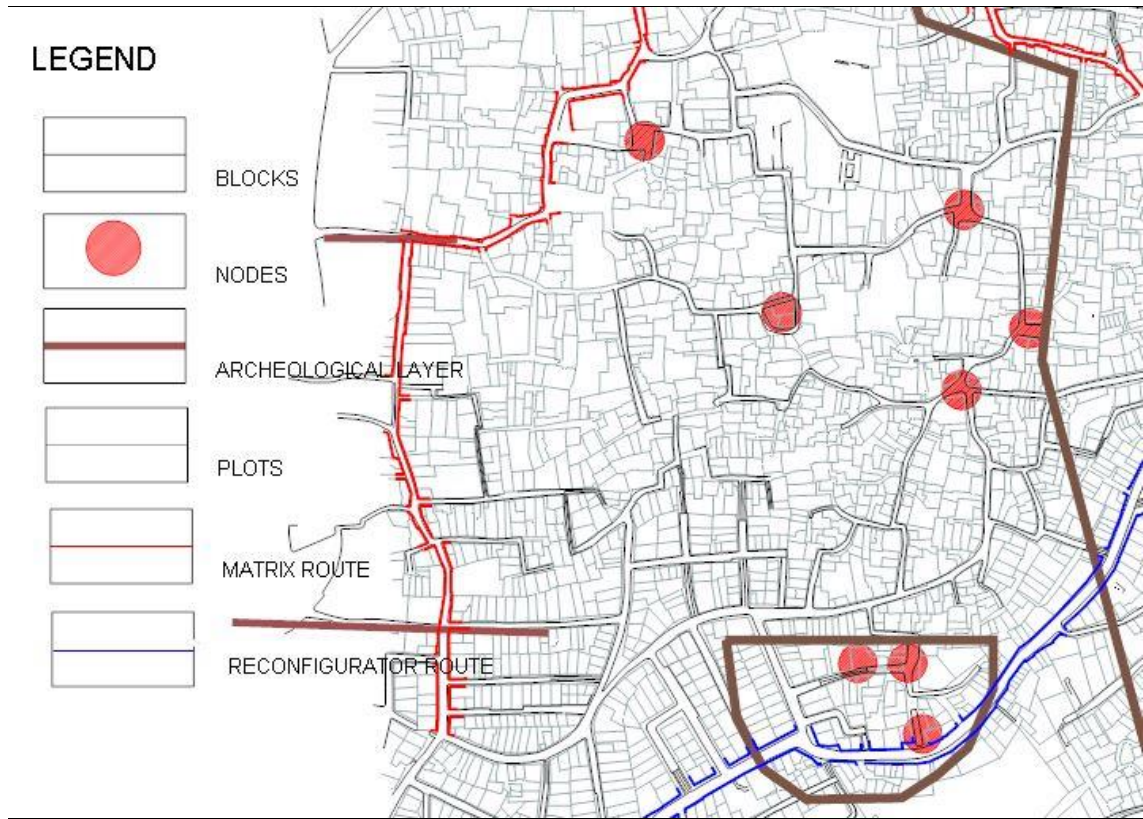 LEGEND
BLOCKS
NODES
ARCHEOLOGICAL LAYER
PLOTS
MATRIX ROUTE
RECONFIGURATOR ROUTE